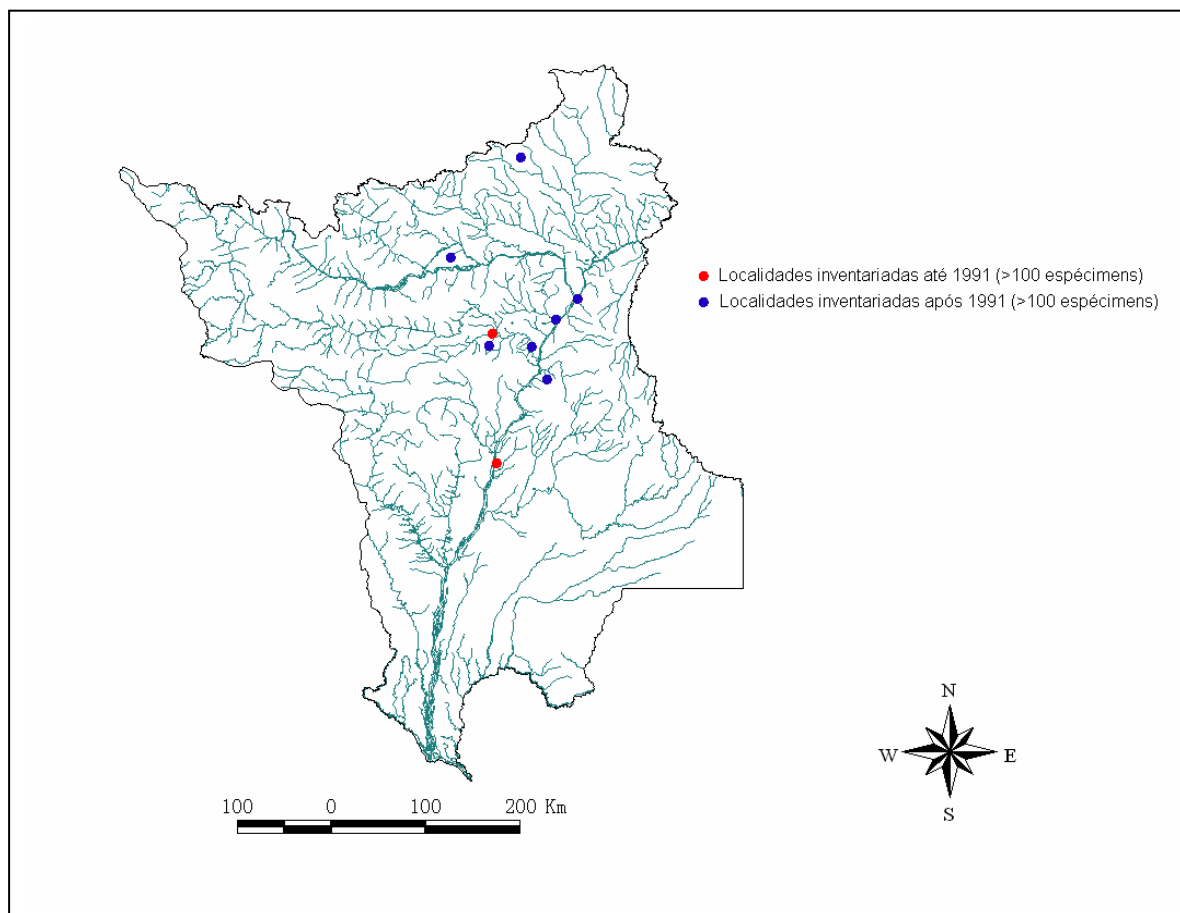 Localidades inventariadas até 1991 (>100 espécimens)
Localidades inventariadas após 1991 (>100 espécimens)
N
W E
S
100 0 100 200 Km